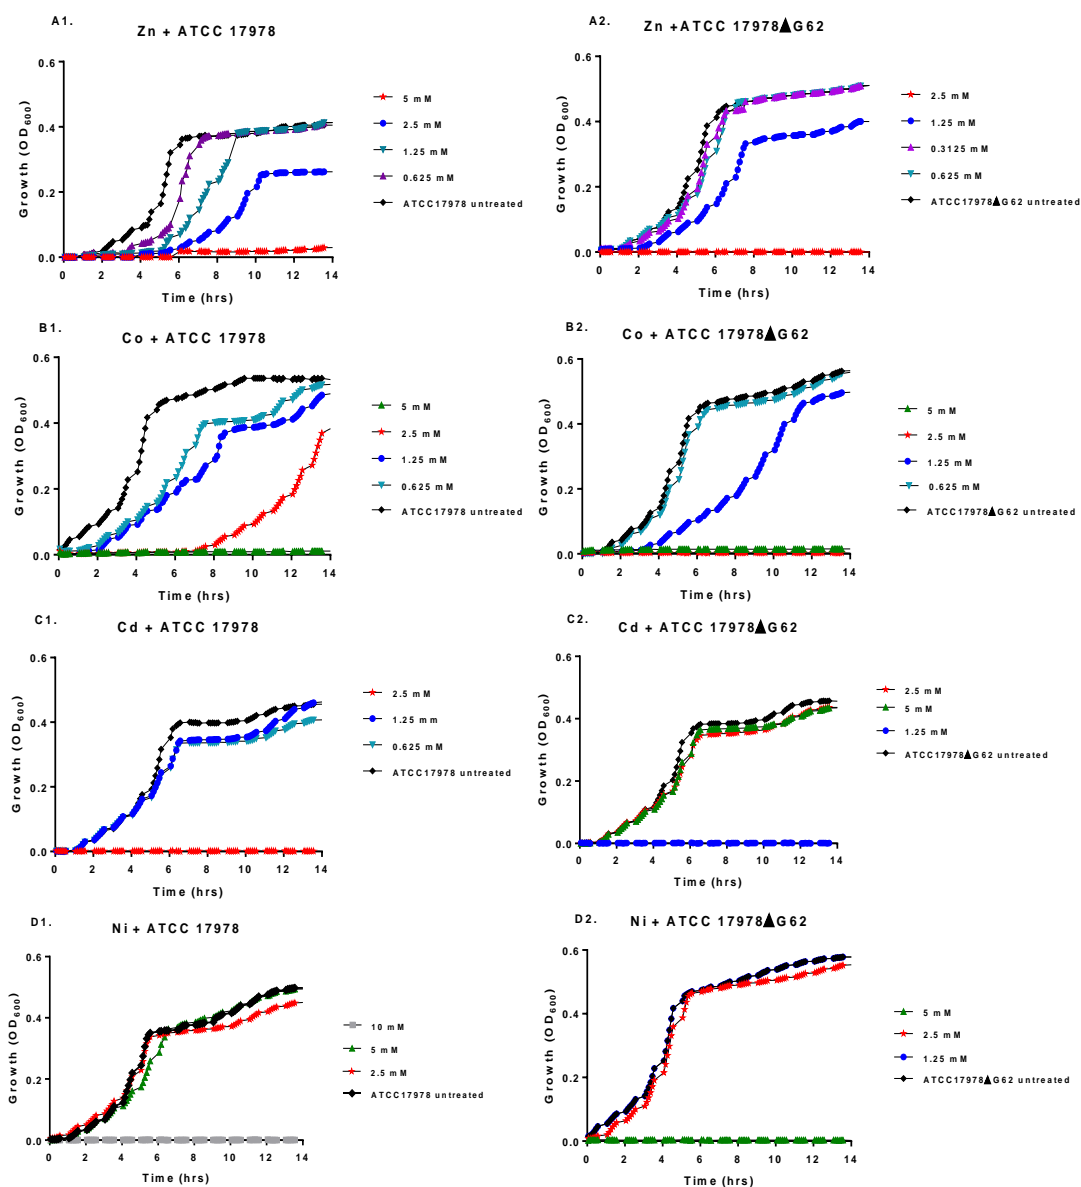 A1.
Zn + ATCC 17978
Growth (OD600)
0.6
0.4
0.2
0.0
0 2 4 6 8 10 12 14
Time (hrs)
5 mM
2.5 mM
1.25 mM
0.625 mM
ATCC17978 untreated
A2.
Zn +ATCC 17978▲G62
Growth (OD600)
0.6
0.4
0.2
0.0
0 2 4 6 8 10 12 14
Time (hrs)
2.5 mM
1.25 mM
0.3125 mM
0.625 mM
ATCC17978▲G62 untreated
B1.
Co + ATCC 17978
Growth (OD600)
0.6
0.4
0.2
0.0
0 2 4 6 8 10 12 14
Time (hrs)
5 mM
2.5 mM
1.25 mM
0.625 mM
ATCC17978 untreated
B2.
Co + ATCC 17978▲G62
Growth (OD600)
0.6
0.4
0.2
0.0
0 2 4 6 8 10 12 14
Time (hrs)
5 mM
2.5 mM
1.25 mM
0.625 mM
ATCC17978▲G62 untreated
C1.
Cd + ATCC 17978
Growth (OD600)
0.6
0.4
0.2
0.0
0 2 4 6 8 10 12 14
Time (hrs)
2.5 mM
1.25 mm
0.625 mM
ATCC17978 untreated
C2.
Cd + ATCC 17978▲G62
Growth (OD600)
0.6
0.4
0.2
0.0
0 2 4 6 8 10 12 14
Time (hrs)
2.5 mM
5 mM
1.25 mM
ATCC17978▲G62 untreated
D1.
Ni + ATCC 17978
Growth (OD600)
0.6
0.4
0.2
0.0
0 2 4 6 8 10 12 14
Time (hrs)
10 mM
5 mM
2.5 mM
ATCC17978 untreated
D2.
Ni + ATCC 17978▲G62
Growth (OD600)
0.6
0.4
0.2
0.0
0 2 4 6 8 10 12 14
Time (hrs)
5 mM
2.5 mM
1.25 mM
ATCC17978▲G62 untreated